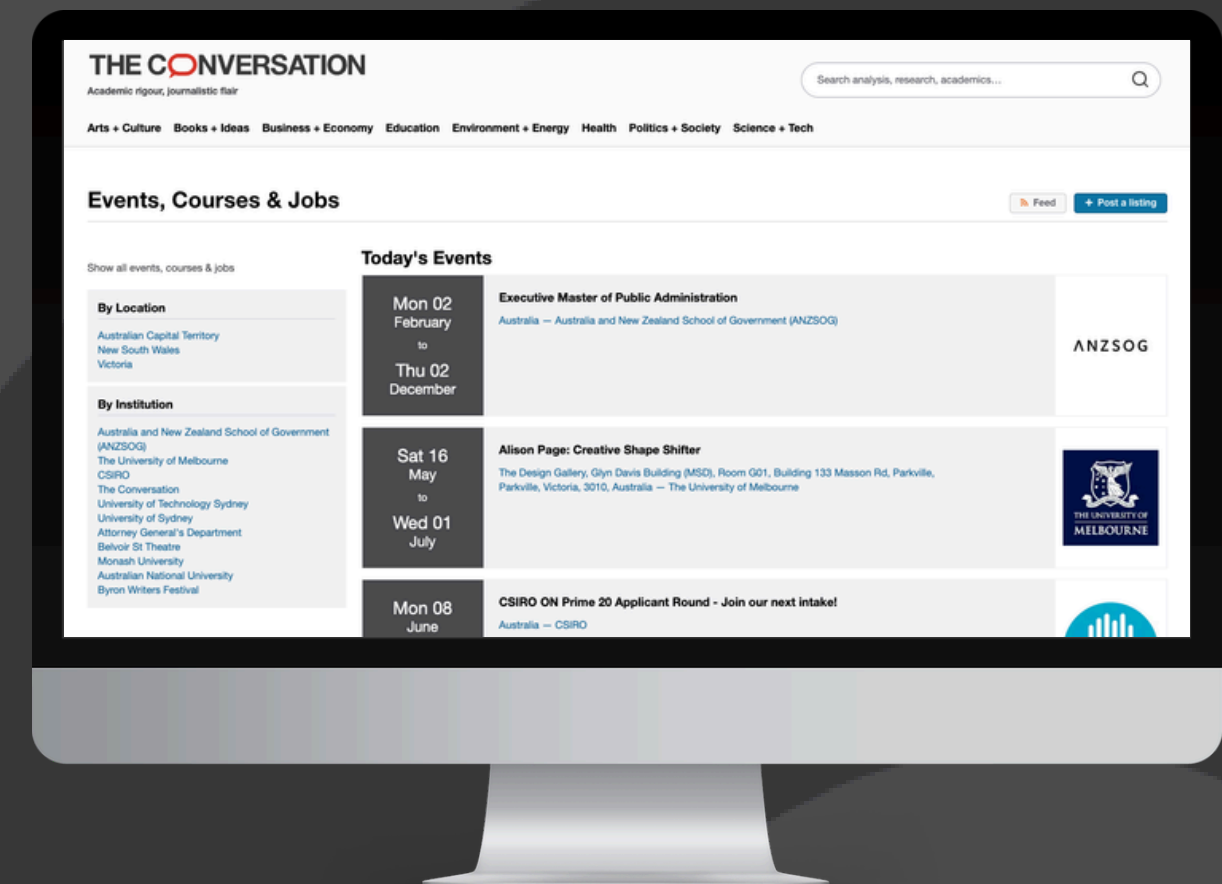 THE CONVERSATION
Academic rigour, journalistic flair
Search analysis, research, academics...
Arts + Culture Books + Ideas Business + Economy Education Environment + Energy Health Politics + Society Science + Tech
Events, Courses & Jobs
Feed
+ Post a listing
Show all events, courses & jobs
By Location
Australian Capital Territory
New South Wales
Victoria
By Institution
Australia and New Zealand School of Government
(ANZSOG)
The University of Melbourne
CSIRO
The Conversation
University of Technology Sydney
University of Sydney
Attorney General's Department
Belvoir St Theatre
Monash University
Australian National University
Byron Writers Festival
Today's Events
Mon 02
February
to
Thu 02
December
Executive Master of Public Administration
Australia — Australia and New Zealand School of Government (ANZSOG)
ANZSOG
Sat 16
May
to
Wed 01
July
Alison Page: Creative Shape Shifter
The Design Gallery, Glyn Davis Building (MSD), Room G01, Building 133 Masson Rd, Parkville,
Parkville, Victoria, 3010, Australia — The University of Melbourne
THE UNIVERSITY OF
MELBOURNE
Mon 08
June
CSIRO ON Prime 20 Applicant Round - Join our next intake!
Australia — CSIRO